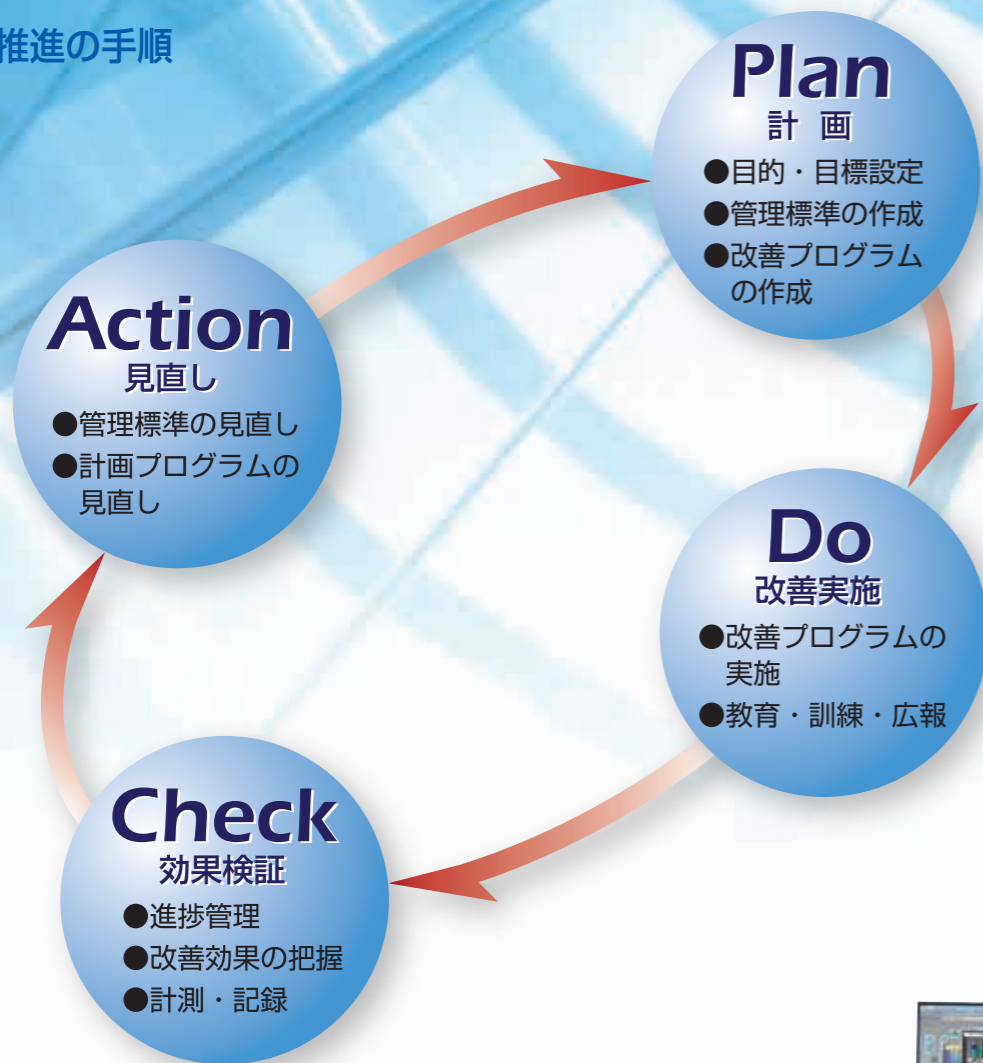 推進の手順
Plan
計 画
●目的・目標設定
●管理標準の作成
●改善プログラム
の作成
Do
改善実施
●改善プログラムの
実施
●教育・訓練・広報
Check
効果検証
●進捗管理
●改善効果の把握
●計測・記録
Action
見直し
●管理標準の見直し
●計画プログラムの
見直し